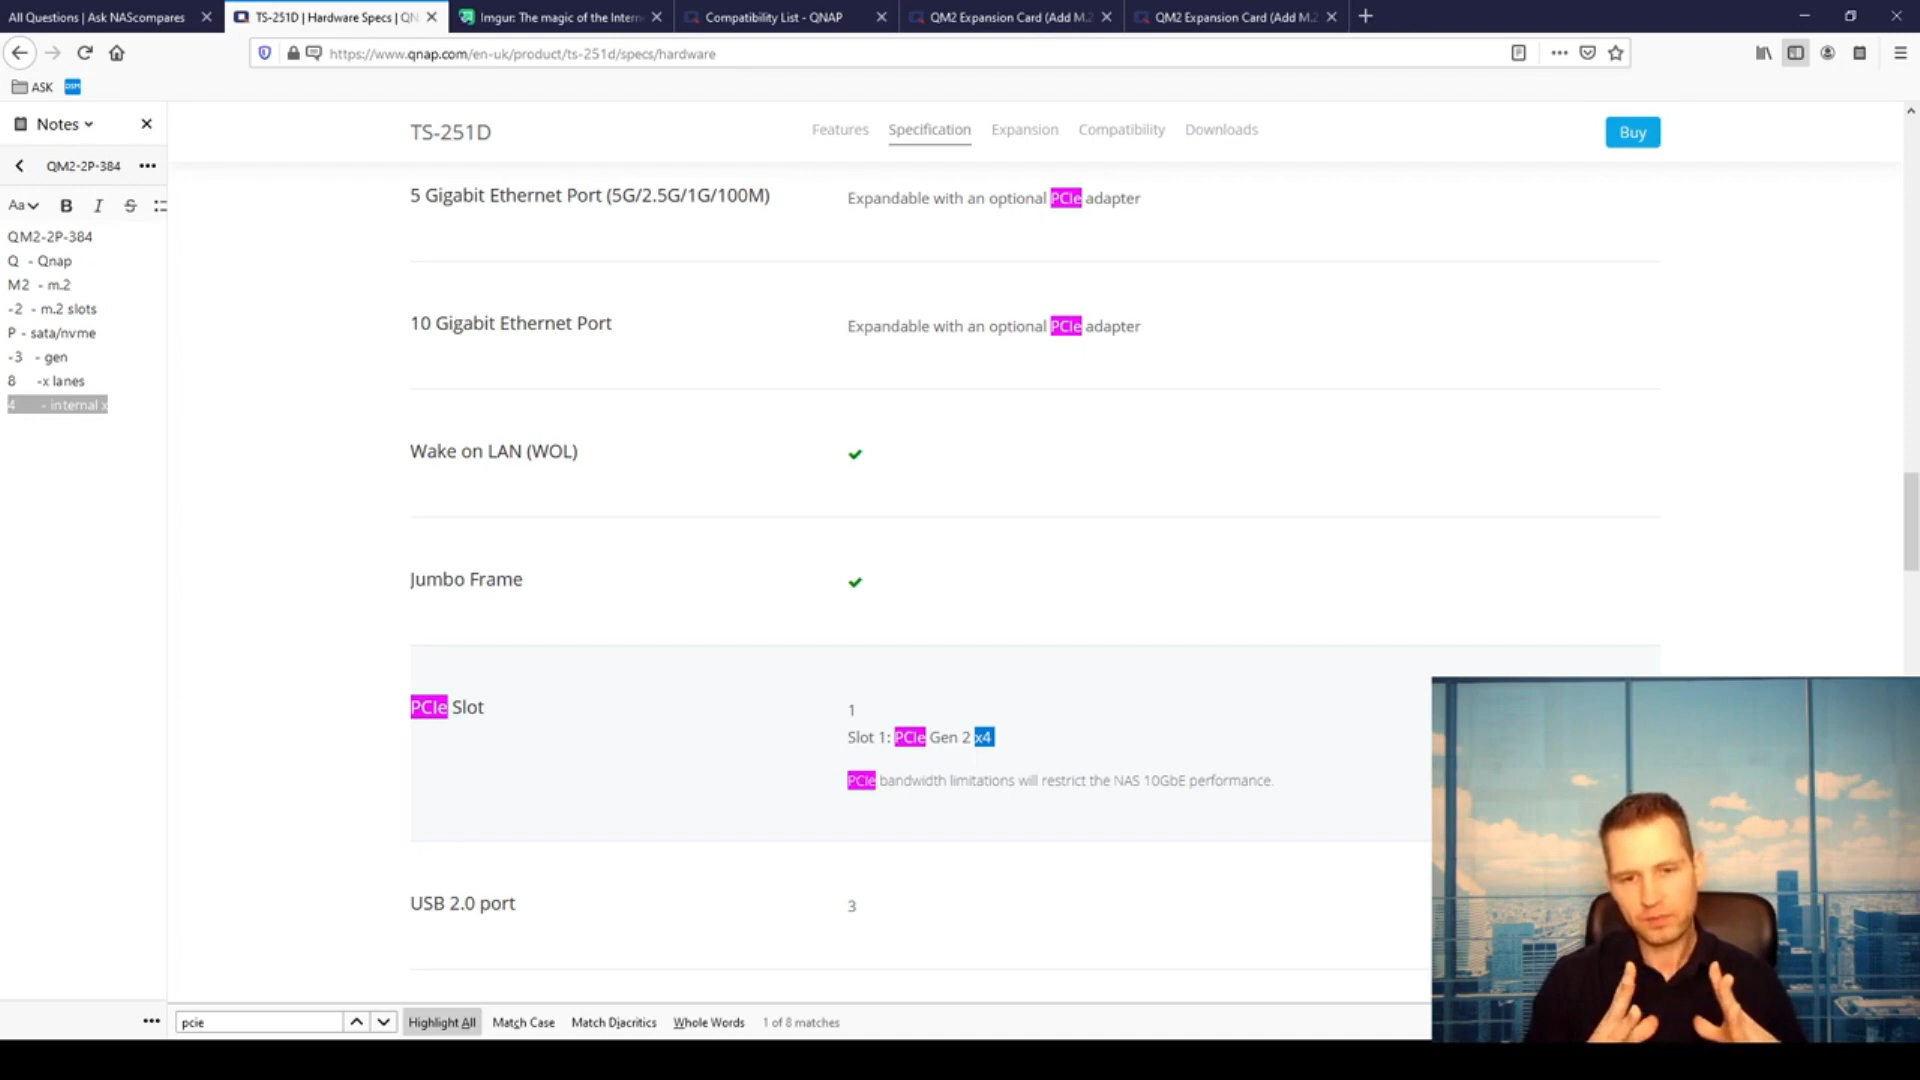 All Questions | Ask NAScompares
TS-251D | Hardware Specs | QN
Imgur: The magic of the Intern
Compatibility List - QNAP
QM2 Expansion Card (Add M.2
QM2 Expansion Card (Add M.2
https://www.qnap.com/en-uk/product/ts-251d/specs/hardware
ASK
DSM
Notes
QM2-2P-384
Aa B I S
QM2-2P-384
Q - Qnap
M2 - m.2
-2 - m.2 slots
P - sata/nvme
-3 - gen
8 -x lanes
4 - internal x
TS-251D
Features Specification Expansion Compatibility Downloads
Buy
5 Gigabit Ethernet Port (5G/2.5G/1G/100M)
Expandable with an optional PCIe adapter
10 Gigabit Ethernet Port
Expandable with an optional PCIe adapter
Wake on LAN (WOL)
Jumbo Frame
PCIe Slot
1
Slot 1: PCIe Gen 2 x4
PCIe bandwidth limitations will restrict the NAS 10GbE performance.
USB 2.0 port
3
pcie
Highlight All Match Case Match Diacritics Whole Words 1 of 8 matches